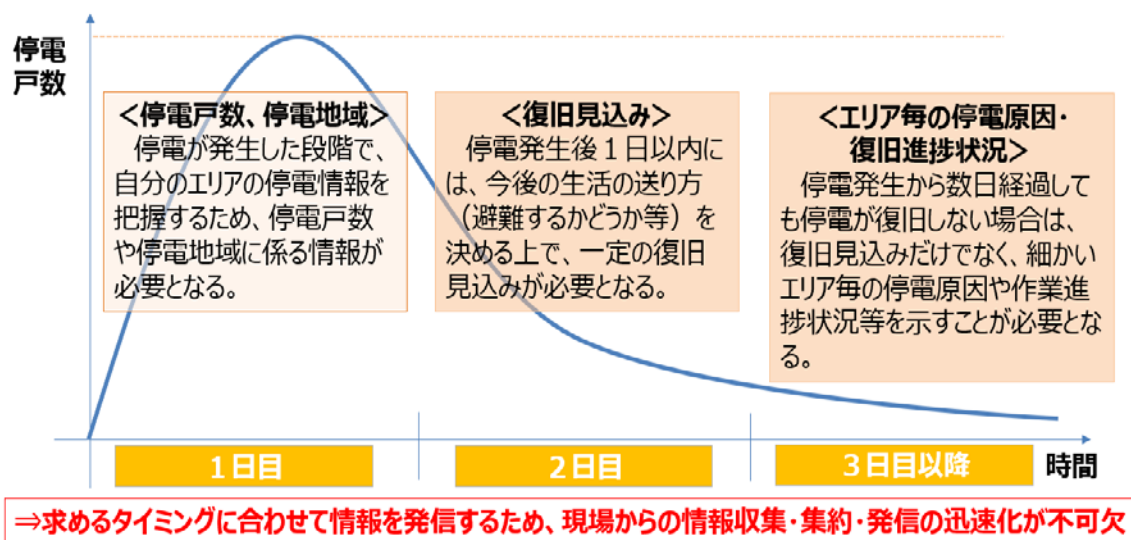 停電
戸数
＜停電戸数、停電地域＞
停電が発生した段階で、
自分のエリアの停電情報を
把握するため、停電戸数
や停電地域に係る情報が
必要となる。
＜復旧見込み＞
停電発生後１日以内に
は、今後の生活の送り方
（避難するかどうか等）を
決める上で、一定の復旧
見込みが必要となる。
＜エリア毎の停電原因・
復旧進捗状況＞
停電発生から数日経過して
も停電が復旧しない場合は、
復旧見込みだけでなく、細かい
エリア毎の停電原因や作業進
捗状況等を示すことが必要とな
る。
１日目
２日目
３日目以降
時間
⇒求めるタイミングに合わせて情報を発信するため、現場からの情報収集・集約・発信の迅速化が不可欠